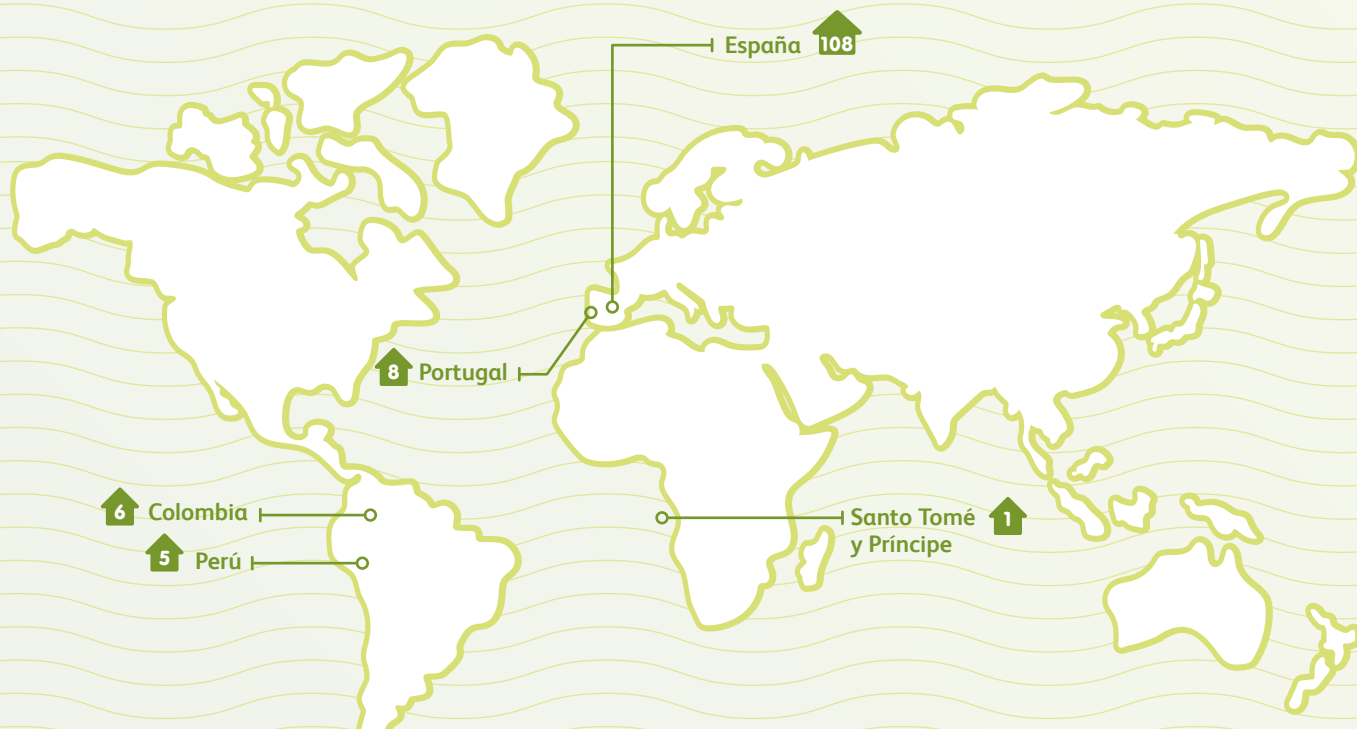 España 108
8 Portugal
6 Colombia
Santo Tomé 1
y Príncipe
5 Perú